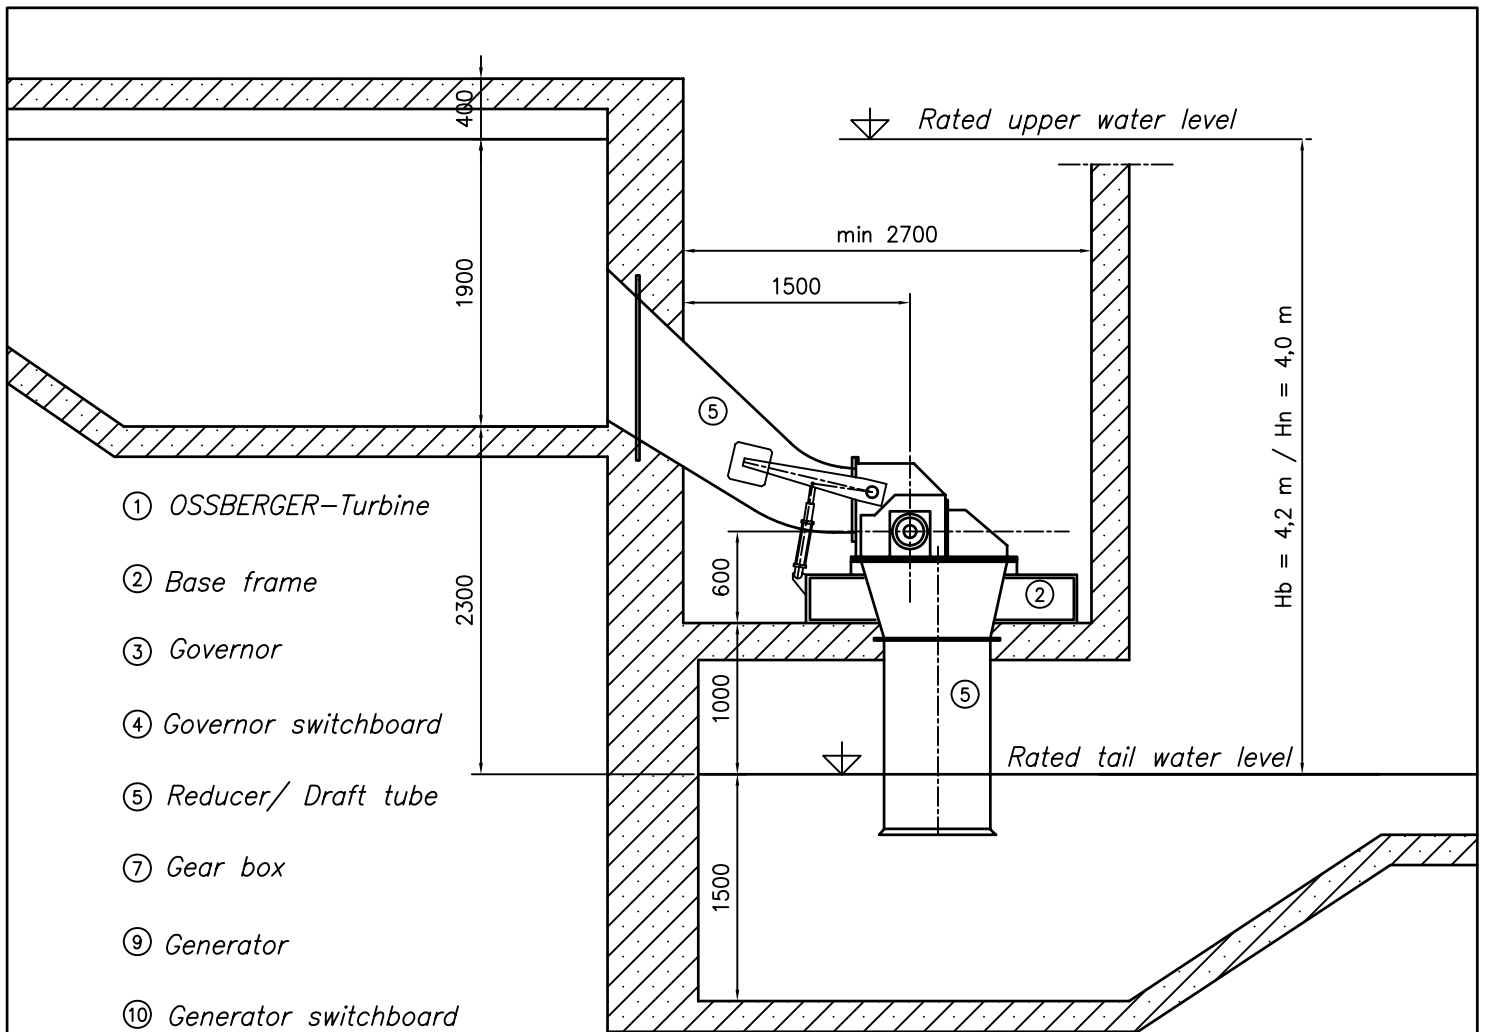 400
Rated upper water level
min 2700
1500
1900
Hb = 4,2 m / Hn = 4,0 m
5
1 OSSBERGER-Turbine
2 Base frame
600
2
2300
3 Governor
1000
5
4 Governor switchboard
Rated tail water level
5 Reducer/ Draft tube
7 Gear box
1500
9 Generator
10 Generator switchboard